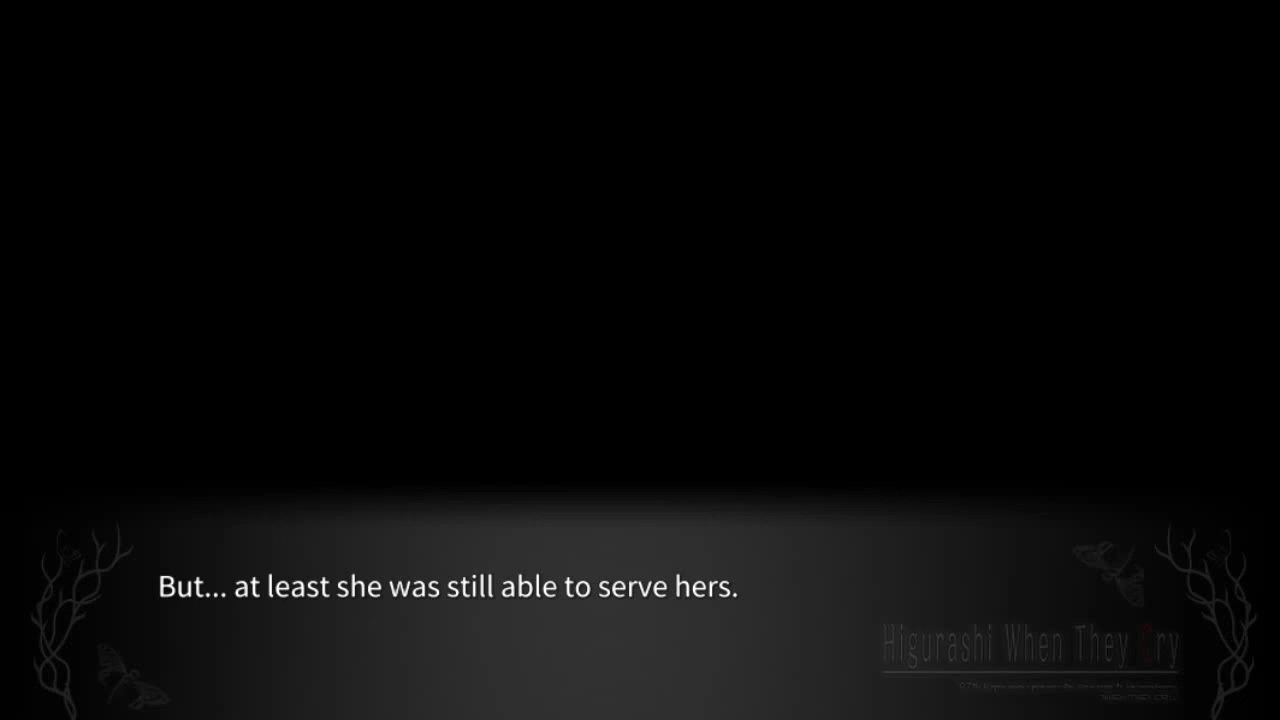 But... at least she was still able to serve hers.
Higurashi When They Cry